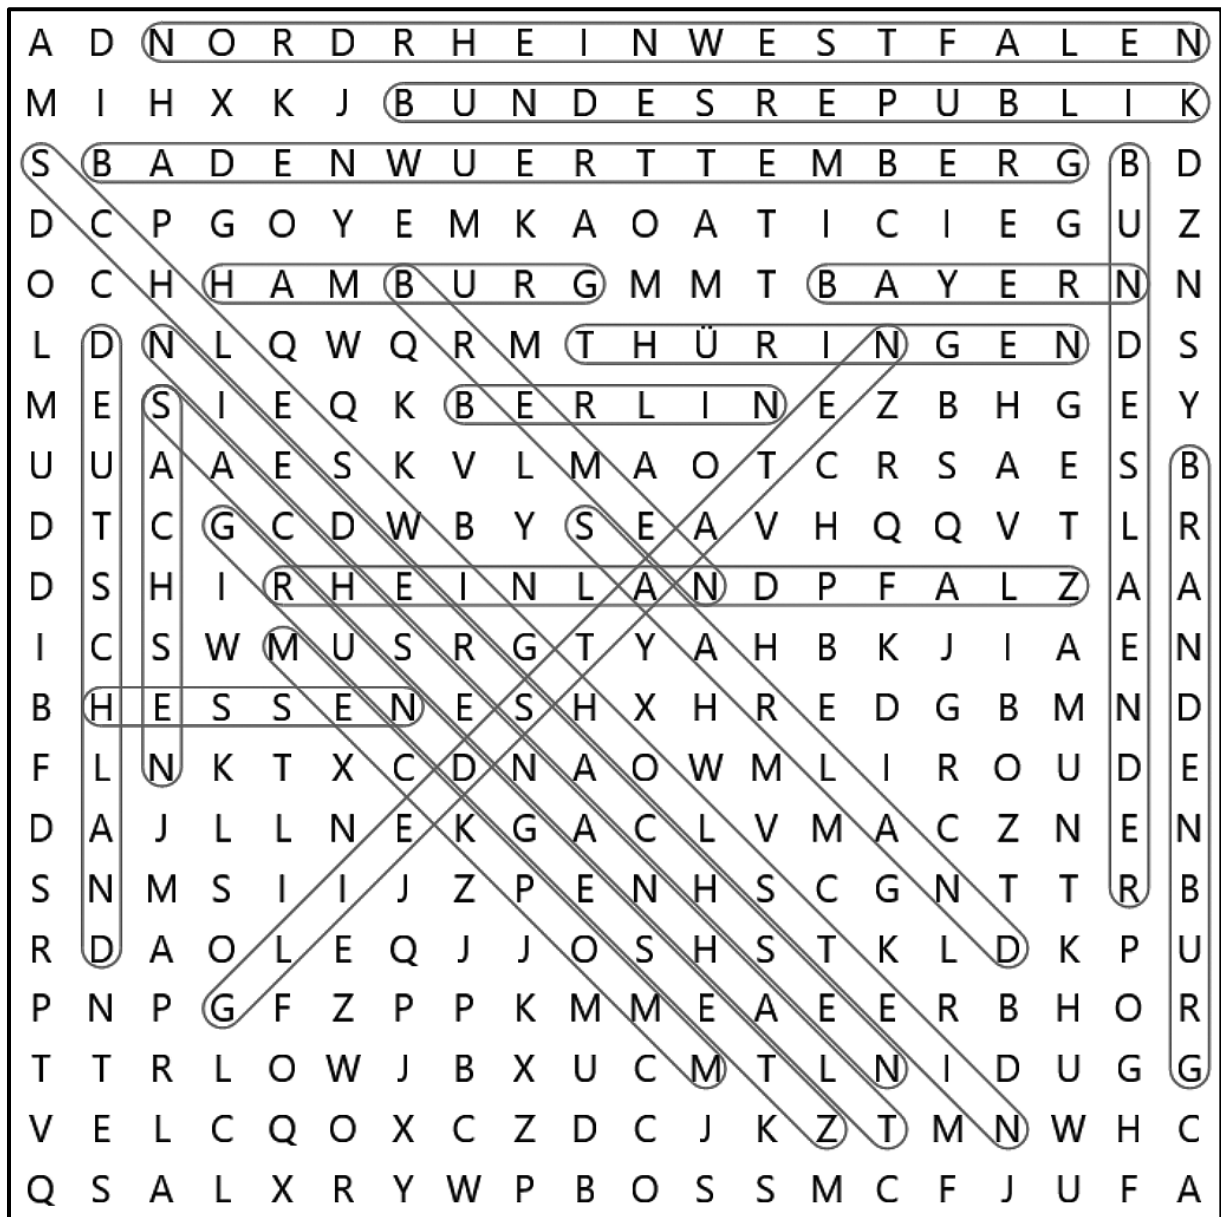 A D N O R D R H E I N W E S T F A L E N
M I H X K J B U N D E S R E P U B L I K
S B A D E N W U E R T T E M B E R G B D
D C P G O Y E M K A O A T I C I E G U Z
O C H H A M B U R G M M T B A Y E R N N
L D N L Q W Q R M T H Ü R I N G E N D S
M E S I E Q K B E R L I N E Z B H G E Y
U U A A E S K V L M A O T C R S A E S B
D T C G C D W B Y S E A V H Q Q V T L R
D S H I R H E I N L A N D P F A L Z A A
I C S W M U S R G T Y A H B K J I A E N
B H E S S E N E S H X H R E D G B M N D
F L N K T X C D N A O W M L I R O U D E
D A J L L N E K G A C L V M A C Z N E N
S N M S I I J Z P E N H S C G N T T R B
R D A O L E Q J J O S H S T K L D K P U
P N P G F Z P P K M M E A E E R B H O R
T T R L O W J B X U C M T L N I D U G G
V E L C Q O X C Z D C J K Z T M N W H C
Q S A L X R Y W P B O S S M C F J U F A